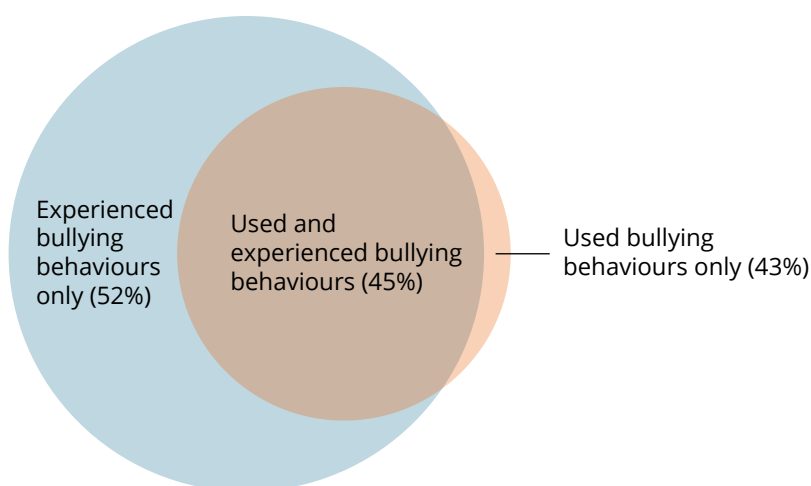 Experienced
bullying
behaviours
only (52%)
Used and
experienced bullying
behaviours (45%)
Used bullying
behaviours only (43%)